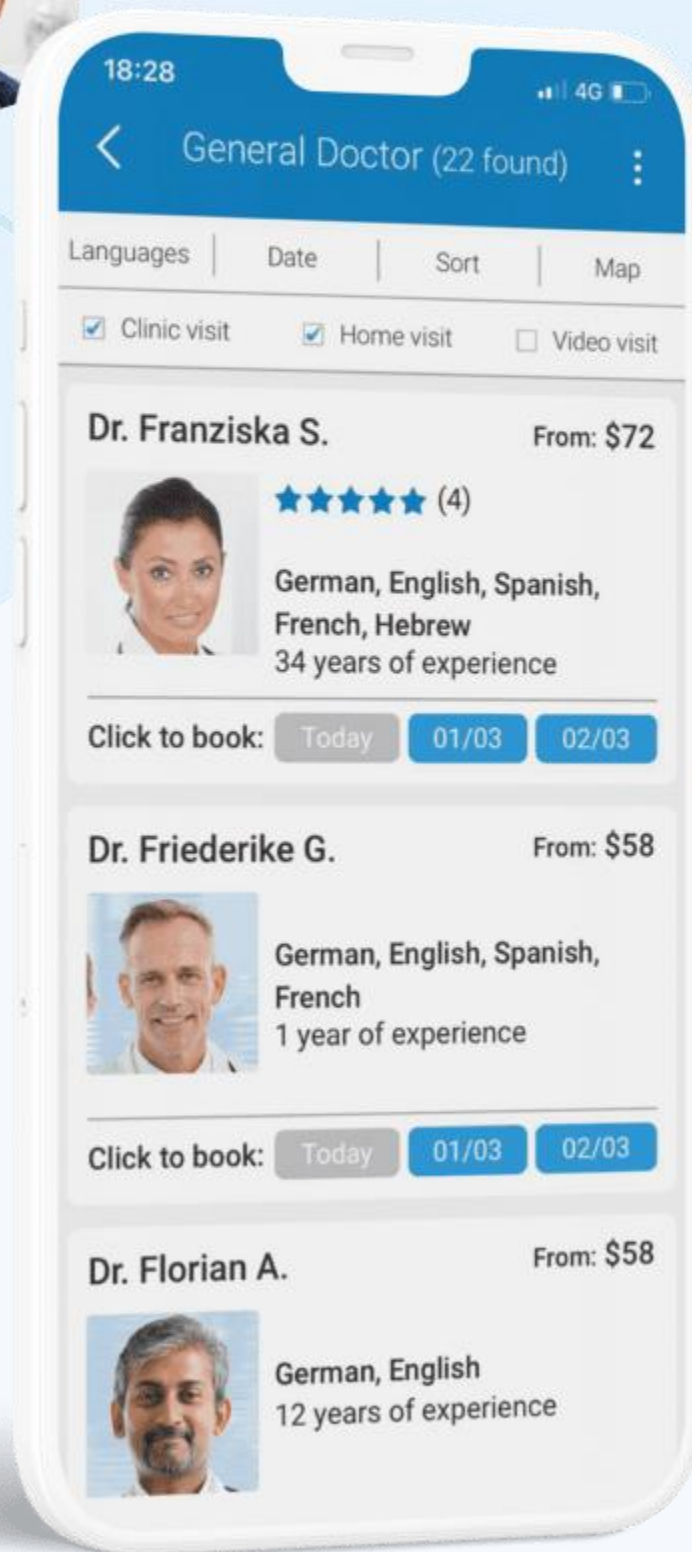 18:28
4G
General Doctor (22 found)
Languages Date Sort Map
Clinic visit Home visit Video visit
Dr. Franziska S. From: $72
(4)
German, English, Spanish,
French, Hebrew
34 years of experience
Click to book: Today 01/03 02/03
Dr. Friederike G. From: $58
German, English, Spanish,
French
1 year of experience
Click to book: Today 01/03 02/03
Dr. Florian A. From: $58
German, English
12 years of experience